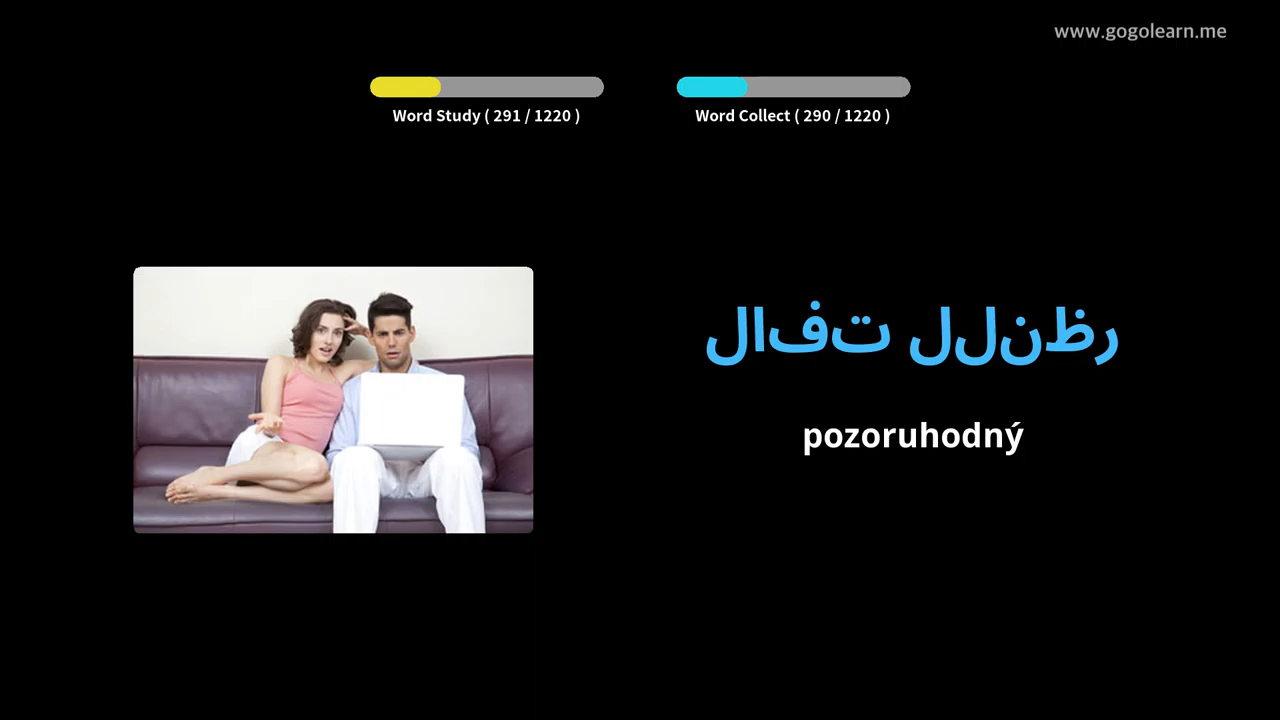 www.gogolearn.me
Word Study ( 291 / 1220 )
Word Collect ( 290 / 1220 )
لافت للنظر
pozoruhodný